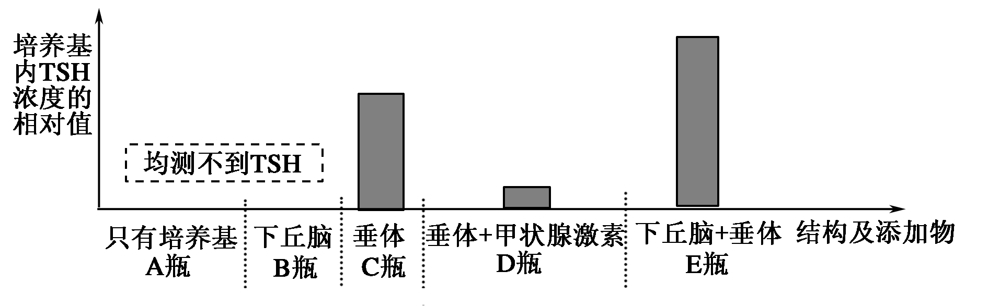 培养基
内TSH
浓度的
相对值
均测不到TSH
只有培养基
A瓶
下丘脑
B瓶
垂体
C瓶
垂体+甲状腺激素
D瓶
下丘脑+垂体
E瓶
结构及添加物